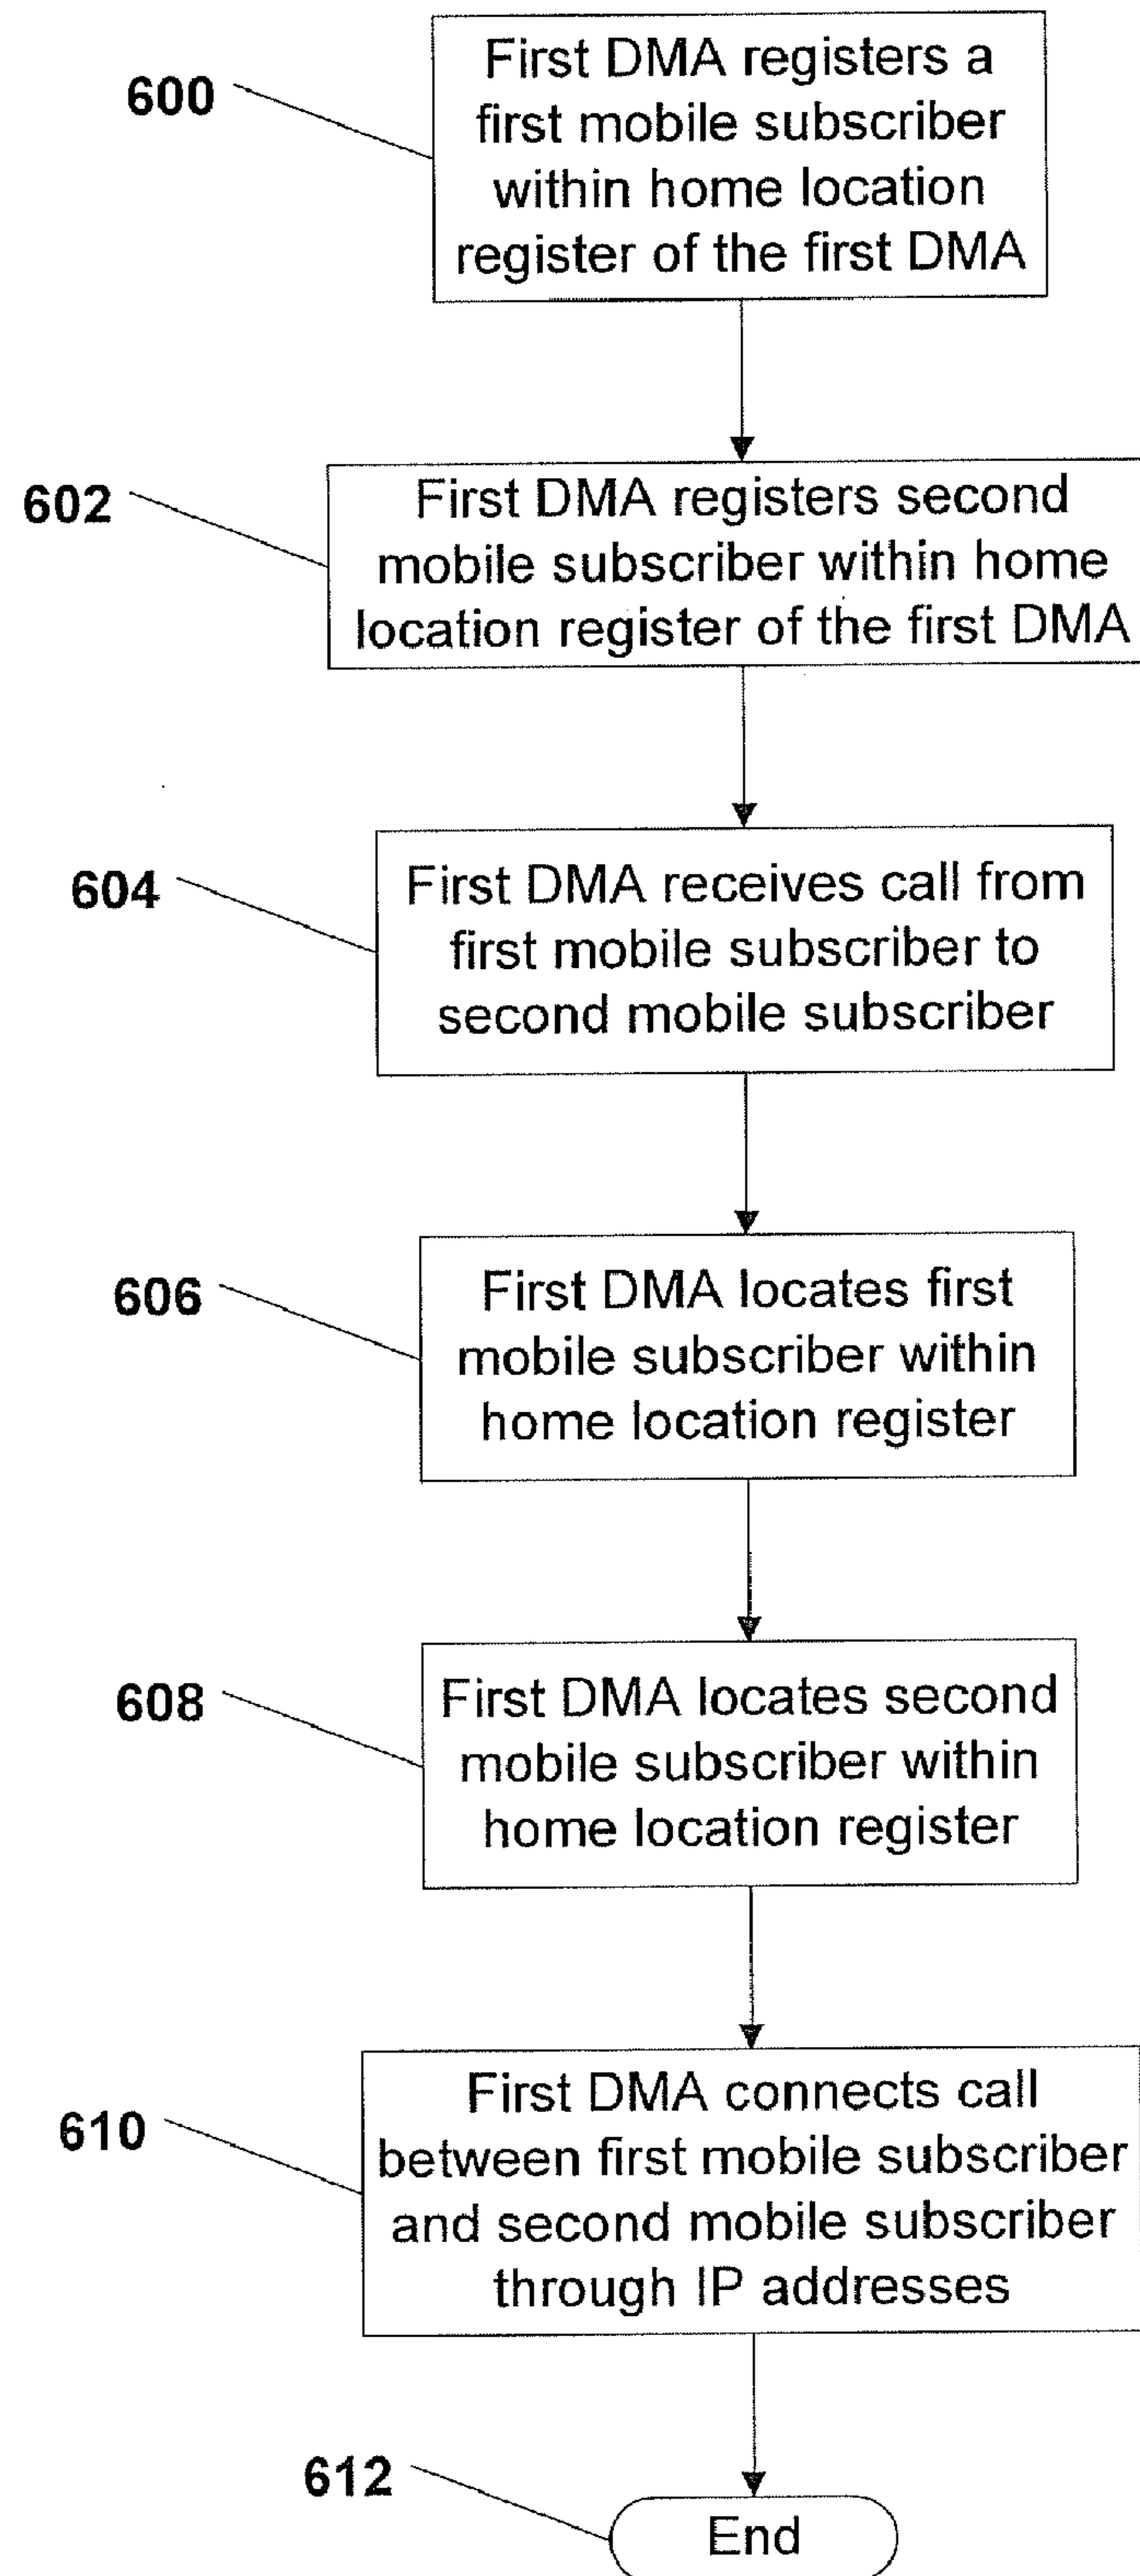 600
First DMA registers a
first mobile subscriber
within home location
register of the first DMA
602
First DMA registers second
mobile subscriber within home
location register of the first DMA
604
First DMA receives call from
first mobile subscriber to
second mobile subscriber
606
First DMA locates first
mobile subscriber within
home location register
608
First DMA locates second
mobile subscriber within
home location register
610
First DMA connects call
between first mobile subscriber
and second mobile subscriber
through IP addresses
612
End